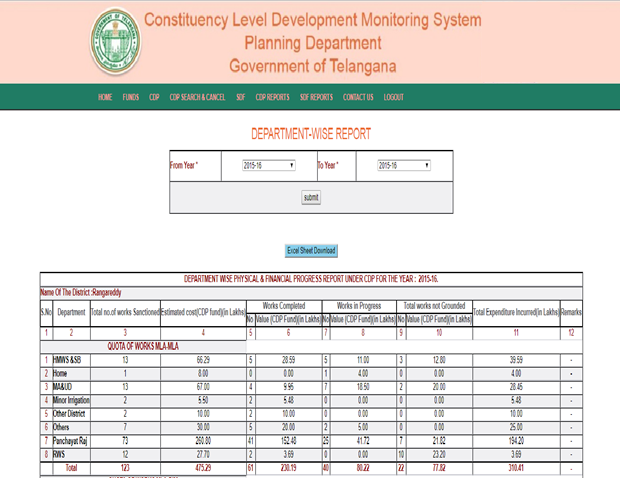 Constituency Level Development Monitoring System
Planning Department
Government of Telangana
HOME FUNDS CDP CDP SEARCH & CANCEL SDF CDP REPORTS SDF REPORTS CONTACT US LOGOUT
DEPARTMENT-WISE REPORT
From Year * 2015-16 To Year * 2015-16
submit
Excel Sheet Download
DEPARTMENT WISE PHYSICAL & FINANCIAL PROGRESS REPORT UNDER CDP FOR THE YEAR : 2015-16.
Name Of The District :Rangareddy
S.No Department Total no.of works Sanctioned Estimated cost(CDP fund)(in Lakhs) Works Completed Works in Progress Total works not Grounded Total Expenditure Incurred(in Lakhs) Remarks
No Value (CDP Fund)(in Lakhs) No Value (CDP Fund)(in Lakhs) No Value (CDP Fund)(in Lakhs)
1 2 3 4 5 6 7 8 9 10 11 12
QUOTA OF WORKS MLA-MLA
1 HMWS &SB 13 66.29 5 28.59 5 11.00 3 12.80 39.59 -
2 Home 1 8.00 0 0.00 1 4.00 0 0.00 4.00 -
3 MA&UD 13 67.00 4 9.95 7 18.50 2 20.00 28.45 -
4 Minor Irrigation 2 5.50 2 5.48 0 0.00 0 0.00 5.48 -
5 Other District 2 10.00 2 10.00 0 0.00 0 0.00 10.00 -
6 Others 7 30.00 5 20.00 2 5.00 0 0.00 25.00 -
7 Panchayat Raj 73 260.80 41 152.48 25 41.72 7 21.82 194.20 -
8 RWS 12 27.70 2 3.69 0 0.00 10 23.20 3.69 -
Total 123 475.29 61 230.19 40 80.22 22 77.82 310.41 -